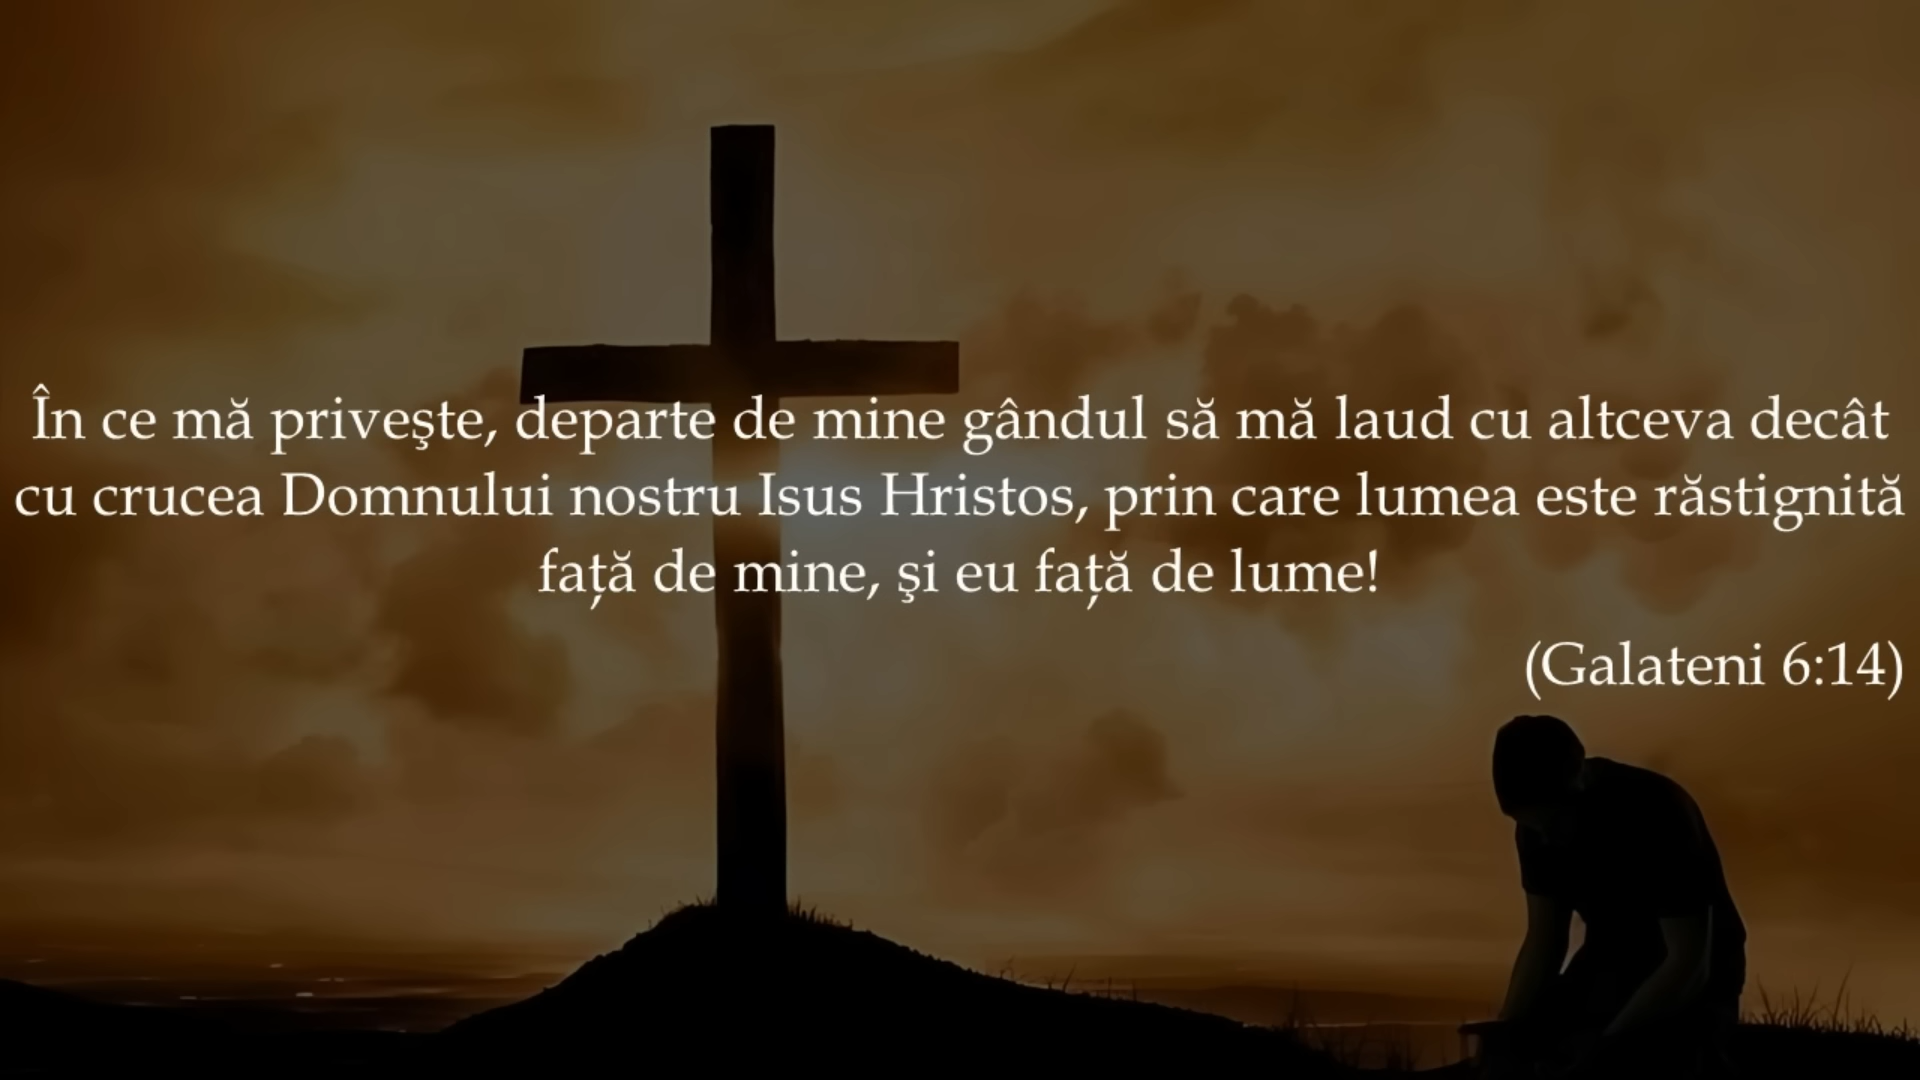 În ce mă priveşte, departe de mine gândul să mă laud cu altceva decât
cu crucea Domnului nostru Isus Hristos, prin care lumea este răstignită
față de mine, şi eu față de lume!
(Galateni 6:14)